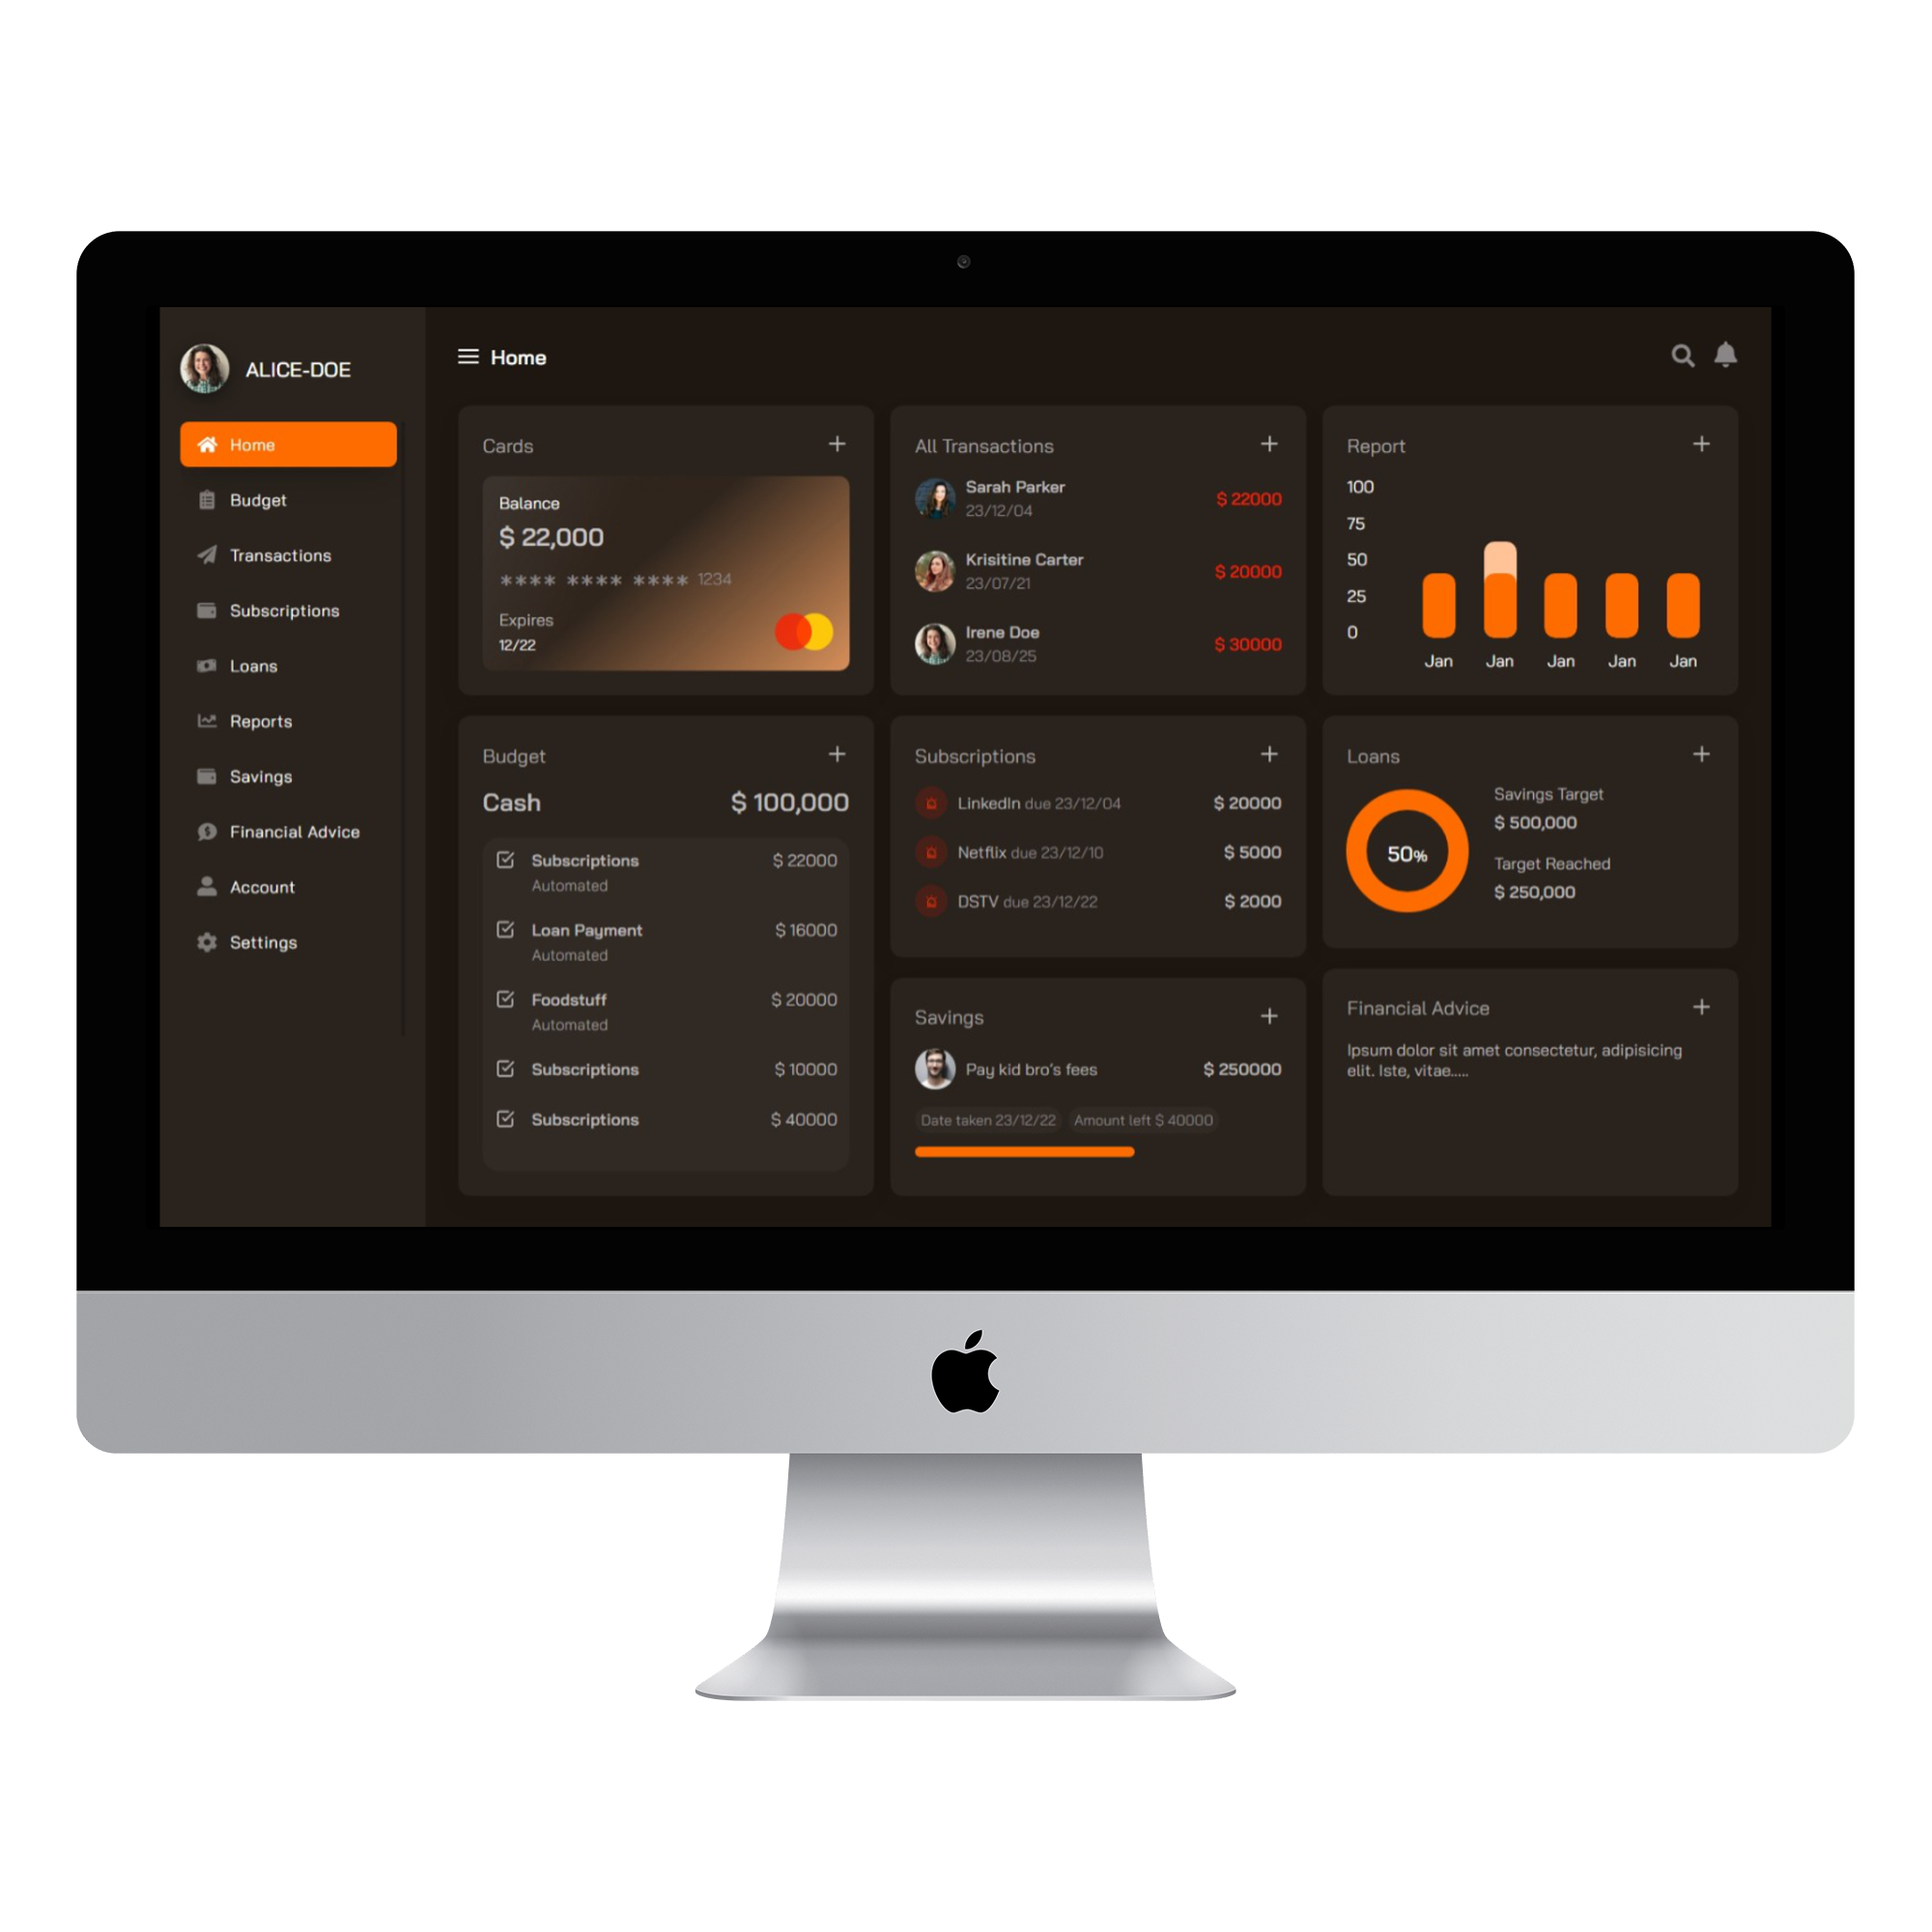 ALICE-DOE
Home
Budget
Transactions
Subscriptions
Loans
Reports
Savings
Financial Advice
Account
Settings
Home
Cards
Balance
$ 22,000
**** **** **** 1234
Expires
12/22
All Transactions
Sarah Parker
23/12/04
$ 22000
Krisitine Carter
23/07/21
$ 20000
Irene Doe
23/08/25
$ 30000
Report
100
75
50
25
0
Jan Jan Jan Jan Jan
Budget
Cash $ 100,000
Subscriptions $ 22000
Automated
Loan Payment $ 16000
Automated
Foodstuff $ 20000
Automated
Subscriptions $ 10000
Subscriptions $ 40000
Subscriptions
LinkedIn due 23/12/04 $ 20000
Netflix due 23/12/10 $ 5000
DSTV due 23/12/22 $ 2000
Savings
Pay kid bro's fees $ 250000
Date taken 23/12/22 Amount left $ 40000
Loans
50%
Savings Target
$ 500,000
Target Reached
$ 250,000
Financial Advice
Ipsum dolor sit amet consectetur, adipisicing
elit. Iste, vitae.....